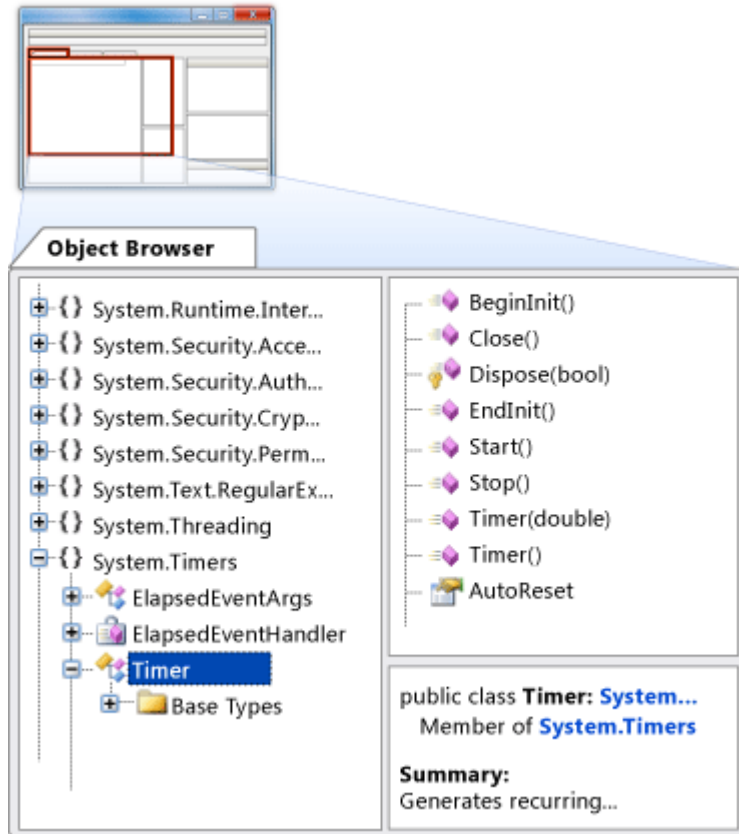 Object Browser
System.Runtime.Inter...
System.Security.Acce...
System.Security.Auth...
System.Security.Cryp...
System.Security.Perm...
System.Text.RegularEx...
System.Threading
System.Timers
ElapsedEventArgs
ElapsedEventHandler
Timer
Base Types
BeginInit()
Close()
Dispose(bool)
EndInit()
Start()
Stop()
Timer(double)
Timer()
AutoReset
public class Timer: System...
Member of System.Timers
Summary:
Generates recurring...